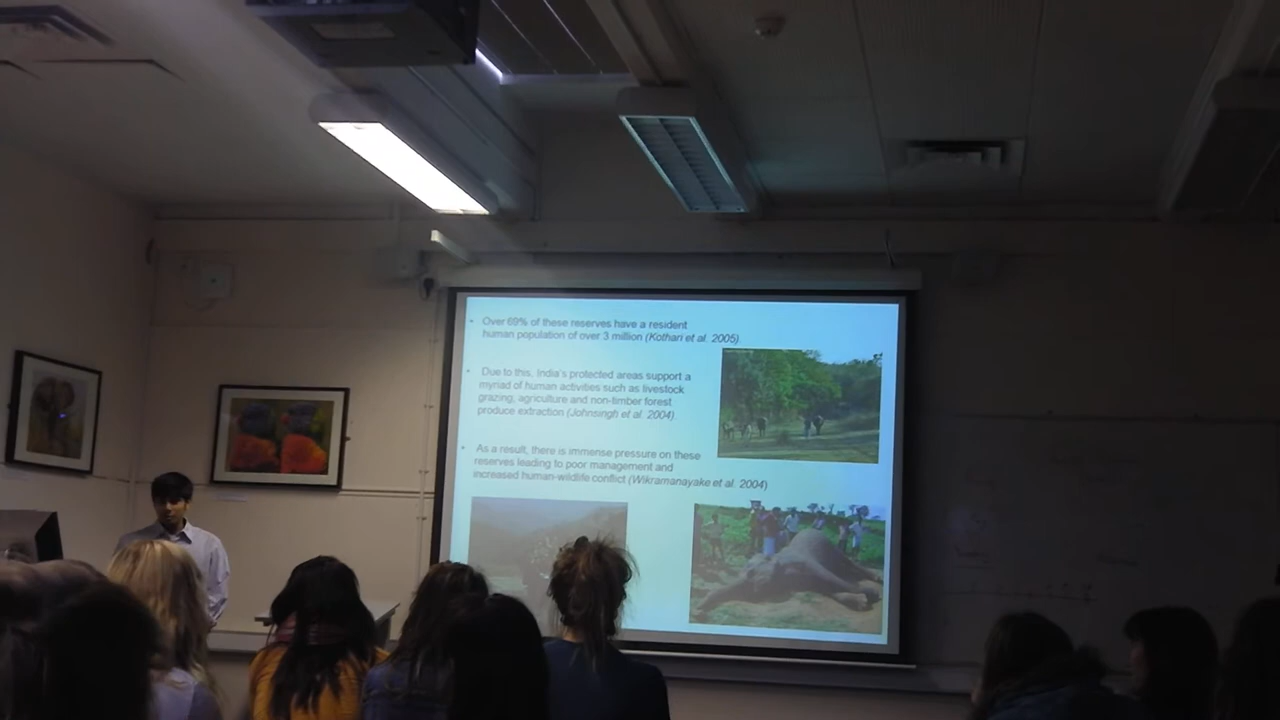 • Over 69% of these reserves have a resident
human population of over 3 million (Kothari et al. 2005)
• Due to this, India's protected areas support a
myriad of human activities such as livestock
grazing, agriculture and non-timber forest
produce extraction (Johnsingh et al. 2004)
• As a result, there is immense pressure on these
reserves leading to poor management and
increased human-wildlife conflict (Wikramanayake et al. 2004)